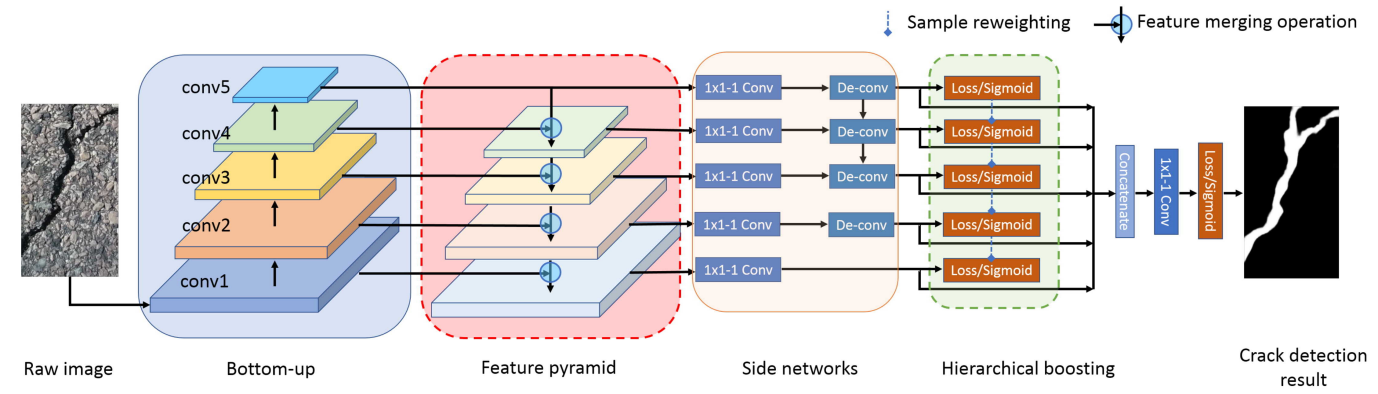 Sample reweighting
Feature merging operation
conv5
conv4
conv3
conv2
conv1
1x1-1 Conv
1x1-1 Conv
1x1-1 Conv
1x1-1 Conv
1x1-1 Conv
De-conv
De-conv
De-conv
De-conv
Loss/Sigmoid
Loss/Sigmoid
Loss/Sigmoid
Loss/Sigmoid
Loss/Sigmoid
Concatenate
1x1-1 Conv
Loss/Sigmoid
Raw image
Bottom-up
Feature pyramid
Side networks
Hierarchical boosting
Crack detection
result